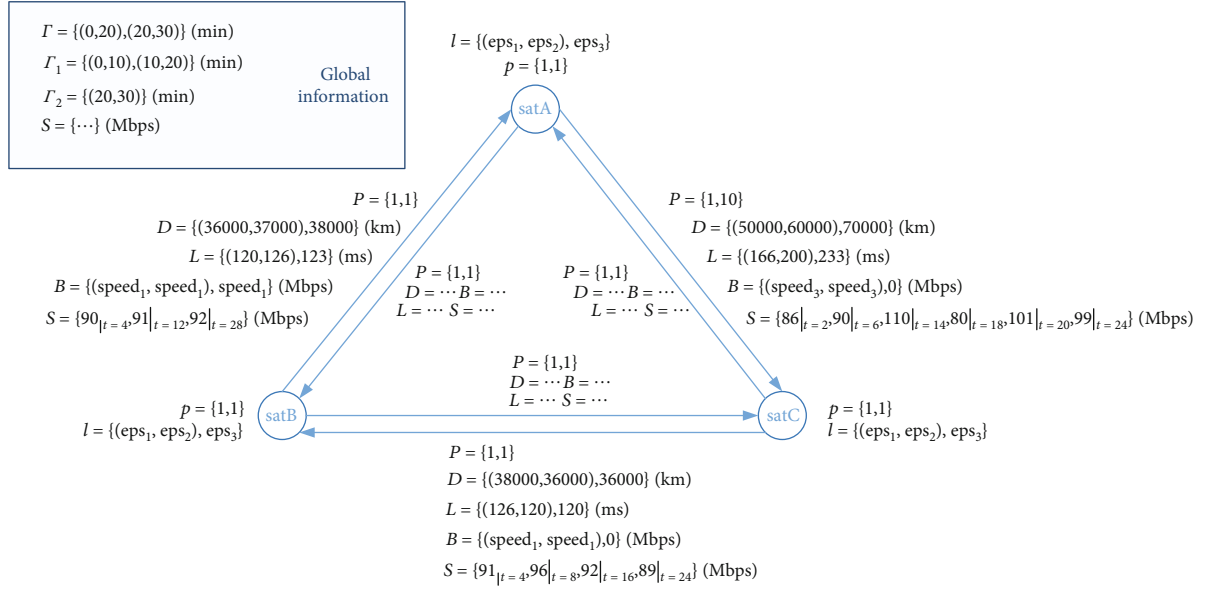 Γ = {(0,20),(20,30)} (min)
Γ₁ = {(0,10),(10,20)} (min)
Γ₂ = {(20,30)} (min)
S = {⋯} (Mbps)
Global
information
l = {(eps₁, eps₂), eps₃}
p = {1,1}
satA
P = {1,1}
D = {(36000,37000),38000} (km)
L = {(120,126),123} (ms)
B = {(speed₁, speed₁), speed₁} (Mbps)
S = {90|t = 4,91|t = 12,92|t = 28} (Mbps)
P = {1,1}
D = ⋯ B = ⋯
L = ⋯ S = ⋯
P = {1,1}
D = ⋯ B = ⋯
L = ⋯ S = ⋯
P = {1,10}
D = {(50000,60000),70000} (km)
L = {(166,200),233} (ms)
B = {(speed₃, speed₃),0} (Mbps)
S = {86|t = 2,90|t = 6,110|t = 14,80|t = 18,101|t = 20,99|t = 24} (Mbps)
P = {1,1}
D = ⋯ B = ⋯
L = ⋯ S = ⋯
p = {1,1}
l = {(eps₁, eps₂), eps₃}
satB
satC
p = {1,1}
l = {(eps₁, eps₂), eps₃}
P = {1,1}
D = {(38000,36000),36000} (km)
L = {(126,120),120} (ms)
B = {(speed₁, speed₁),0} (Mbps)
S = {91|t = 4,96|t = 8,92|t = 16,89|t = 24} (Mbps)